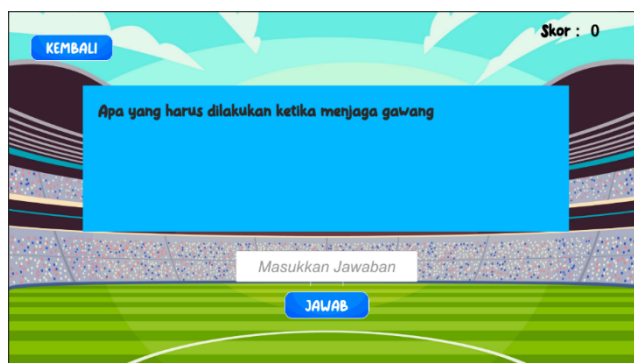 Skor : 0
KEMBALI
Apa yang harus dilakukan ketika menjaga gawang
Masukkan Jawaban
JAWAB